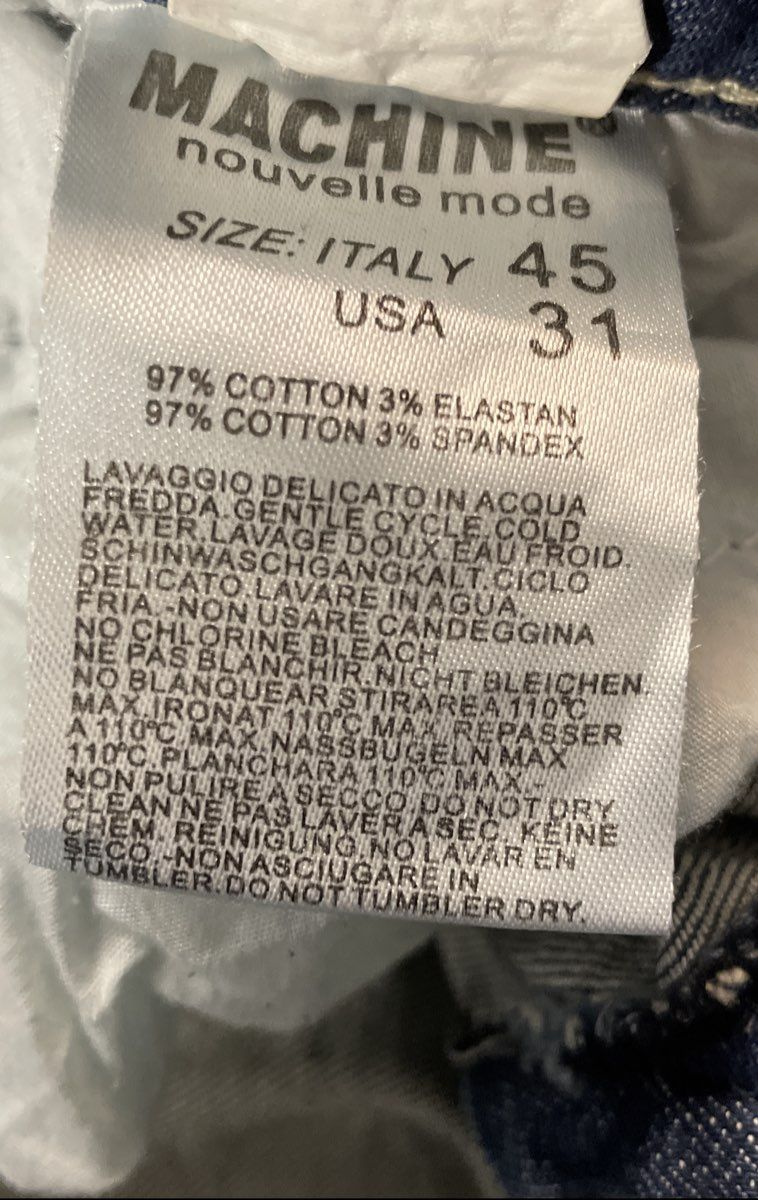 MACHINE®
nouvelle mode
SIZE: ITALY 45
USA 31
97% COTTON 3% ELASTAN
97% COTTON 3% SPANDEX
LAVAGGIO DELICATO IN ACQUA
FREDDA.GENTLE CYCLE.COLD
WATER.LAVAGE DOUX.EAU FROID.
SCHINWASCHGANGKALT.CICLO
DELICATO.LAVARE IN AGUA.
FRIA.-NON USARE CANDEGGINA
NO CHLORINE BLEACH
NE PAS BLANCHIR.NICHT BLEICHEN.
NO BLANQUEAR STIRAREA 110°C
MAX.IRONAT 110°C MAX.REPASSER
A 110°C MAX.NASSBUGELN MAX
110°C.PLANCHARA 110°C MAX.-
NON PULIRE A SECCO.DO NOT DRY
CLEAN NE PAS LAVER A SEC. KEINE
CHEM. REINIGUNG.NO LAVAR EN
SECO.-NON ASCIUGARE IN
TUMBLER.DO NOT TUMBLER DRY.